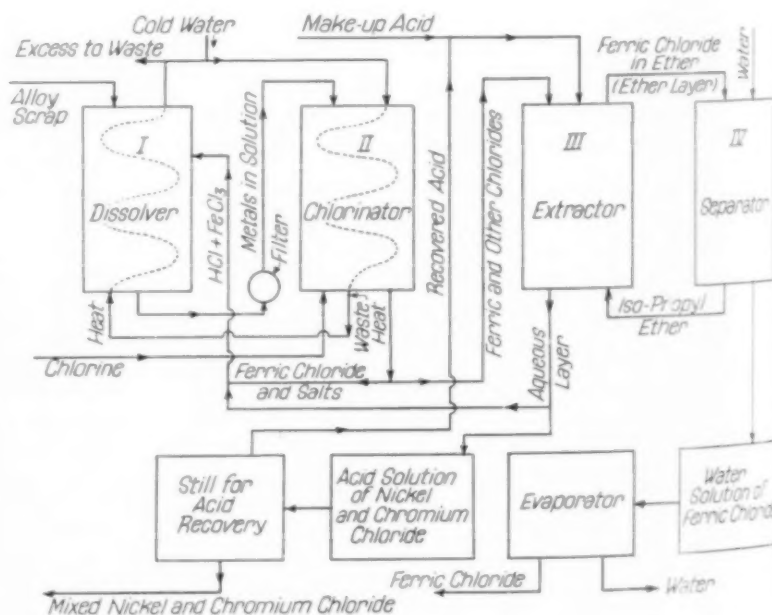 Cold Water
Excess to Waste
Make-up Acid
Ferric Chloride
in Ether
(Ether Layer)
Water
Alloy
Scrap
I
Dissolver
HCl + FeCl3
Metals in Solution
Filter
II
Chlorinator
Recovered Acid
Ferric and Other Chlorides
III
Extractor
IV
Separator
Heat
Waste
Heat
Iso-Propyl
Ether
Chlorine
Ferric Chloride
and Salts
Aqueous
Layer
Still for
Acid
Recovery
Acid Solution
of Nickel
and Chromium
Chloride
Evaporator
Water
Solution of
Ferric Chlorid
Mixed Nickel and Chromium Chloride
Ferric Chloride
Water